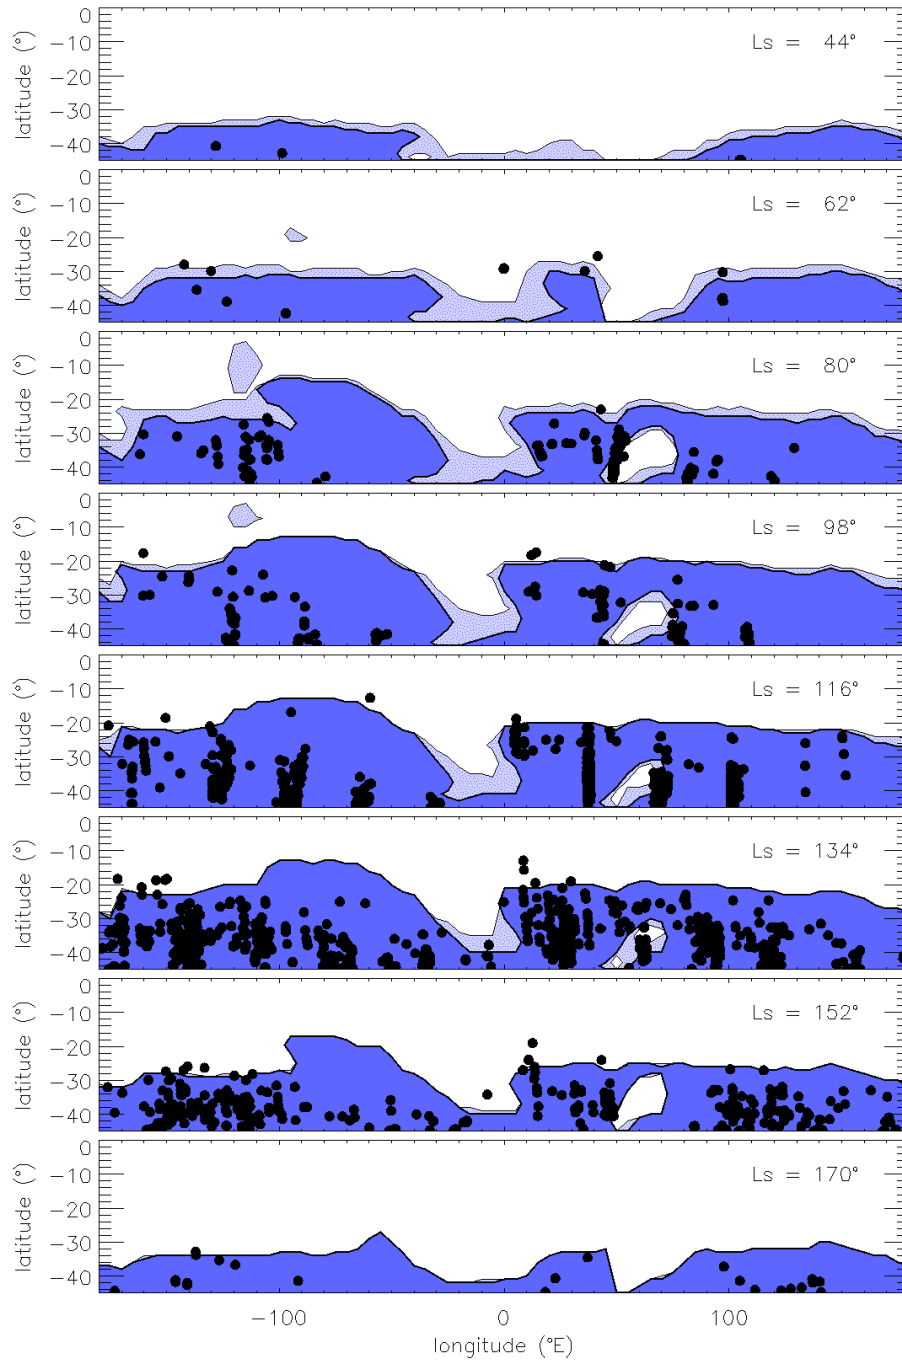 Ls = 44°
0
−10
−20
−30
−40
latitude (°)
Ls = 62°
0
−10
−20
−30
−40
latitude (°)
Ls = 80°
0
−10
−20
−30
−40
latitude (°)
Ls = 98°
0
−10
−20
−30
−40
latitude (°)
Ls = 116°
0
−10
−20
−30
−40
latitude (°)
Ls = 134°
0
−10
−20
−30
−40
latitude (°)
Ls = 152°
0
−10
−20
−30
−40
latitude (°)
Ls = 170°
0
−10
−20
−30
−40
latitude (°)
−100 0 100
longitude (°E)